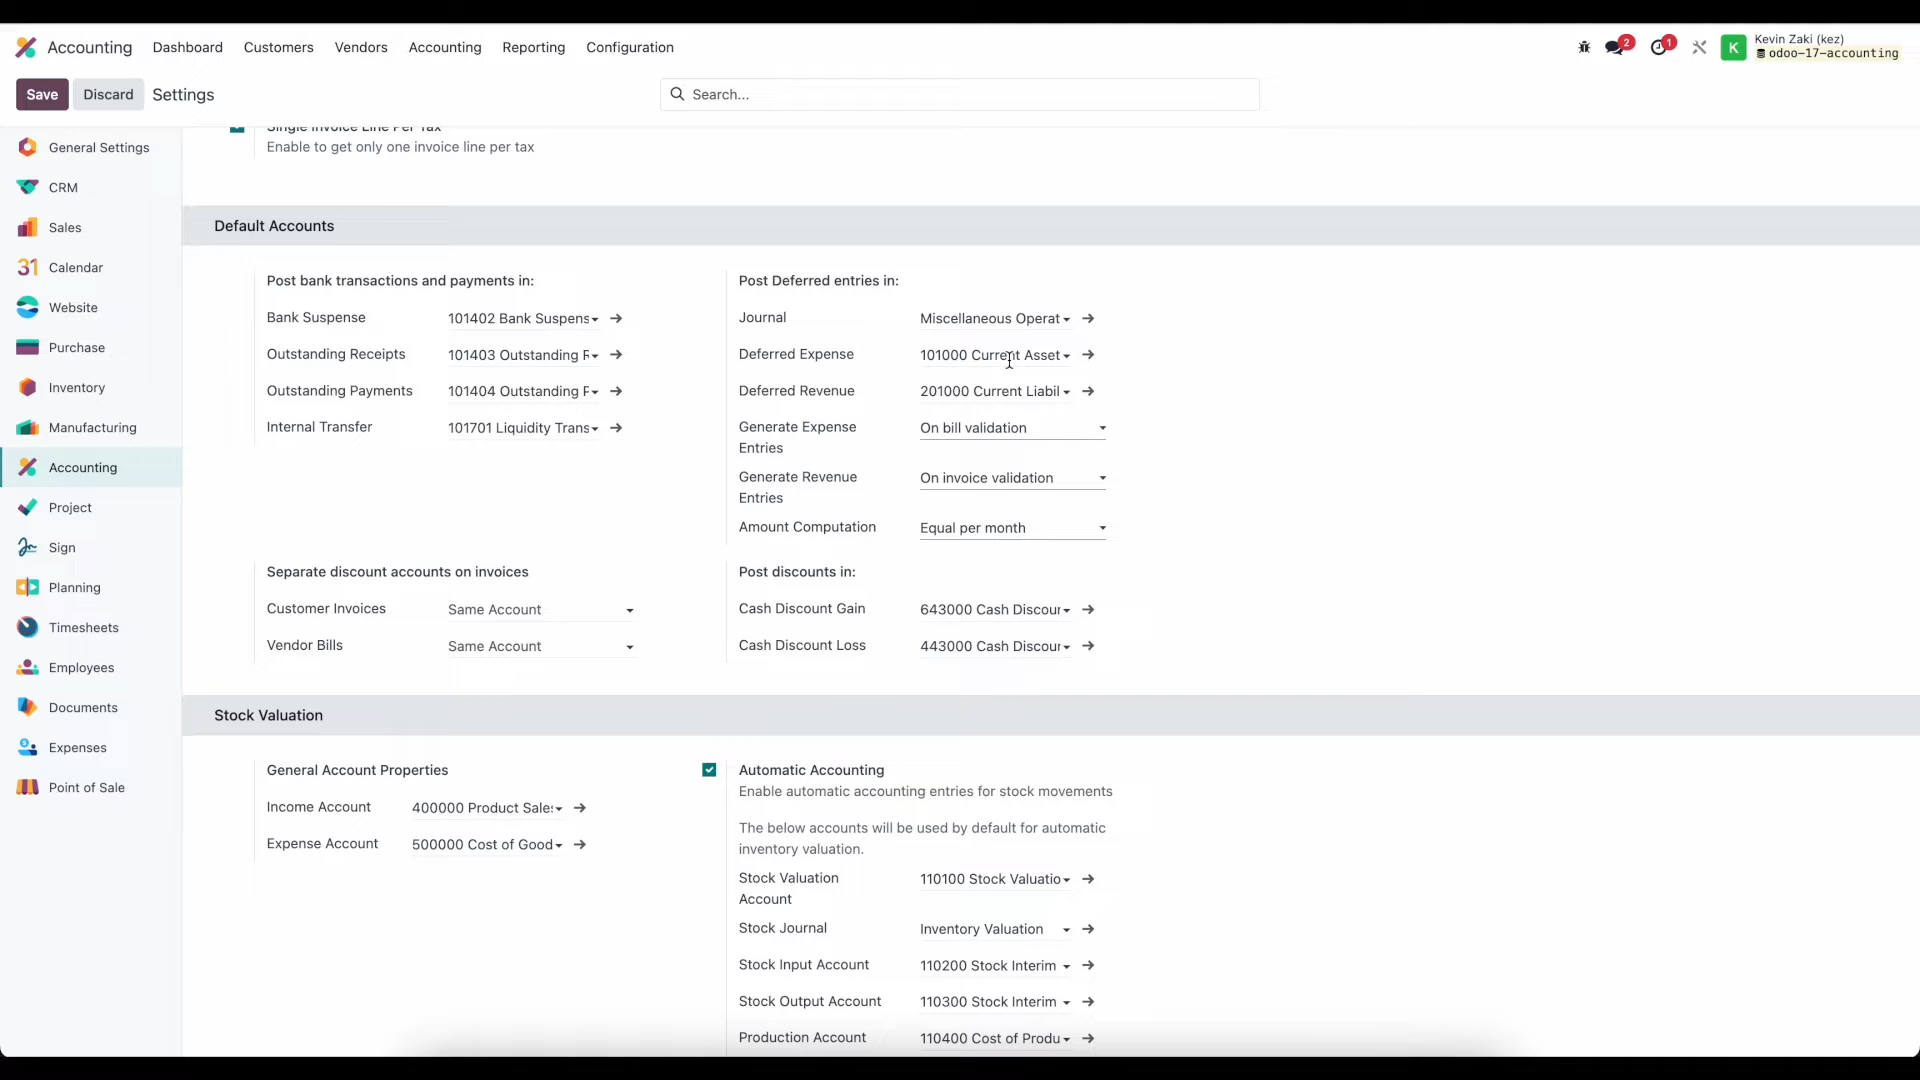 Accounting
Dashboard
Customers
Vendors
Accounting
Reporting
Configuration
2
1
K
Kevin Zaki (kez)
odoo-17-accounting
Save
Discard
Settings
Search...
General Settings
CRM
Sales
31 Calendar
Website
Purchase
Inventory
Manufacturing
Accounting
Project
Sign
Planning
Timesheets
Employees
Documents
Expenses
Point of Sale
Single Invoice Line Per Tax
Enable to get only one invoice line per tax
Default Accounts
Post bank transactions and payments in:
Bank Suspense 101402 Bank Suspens
Outstanding Receipts 101403 Outstanding R
Outstanding Payments 101404 Outstanding P
Internal Transfer 101701 Liquidity Trans
Post Deferred entries in:
Journal Miscellaneous Operat
Deferred Expense 101000 Current Asset
Deferred Revenue 201000 Current Liabil
Generate Expense
Entries
On bill validation
Generate Revenue
Entries
On invoice validation
Amount Computation Equal per month
Separate discount accounts on invoices
Customer Invoices Same Account
Vendor Bills Same Account
Post discounts in:
Cash Discount Gain 643000 Cash Discour
Cash Discount Loss 443000 Cash Discour
Stock Valuation
General Account Properties
Income Account 400000 Product Sales
Expense Account 500000 Cost of Good
Automatic Accounting
Enable automatic accounting entries for stock movements
The below accounts will be used by default for automatic
inventory valuation.
Stock Valuation
Account
110100 Stock Valuatio
Stock Journal Inventory Valuation
Stock Input Account 110200 Stock Interim
Stock Output Account 110300 Stock Interim
Production Account 110400 Cost of Produ